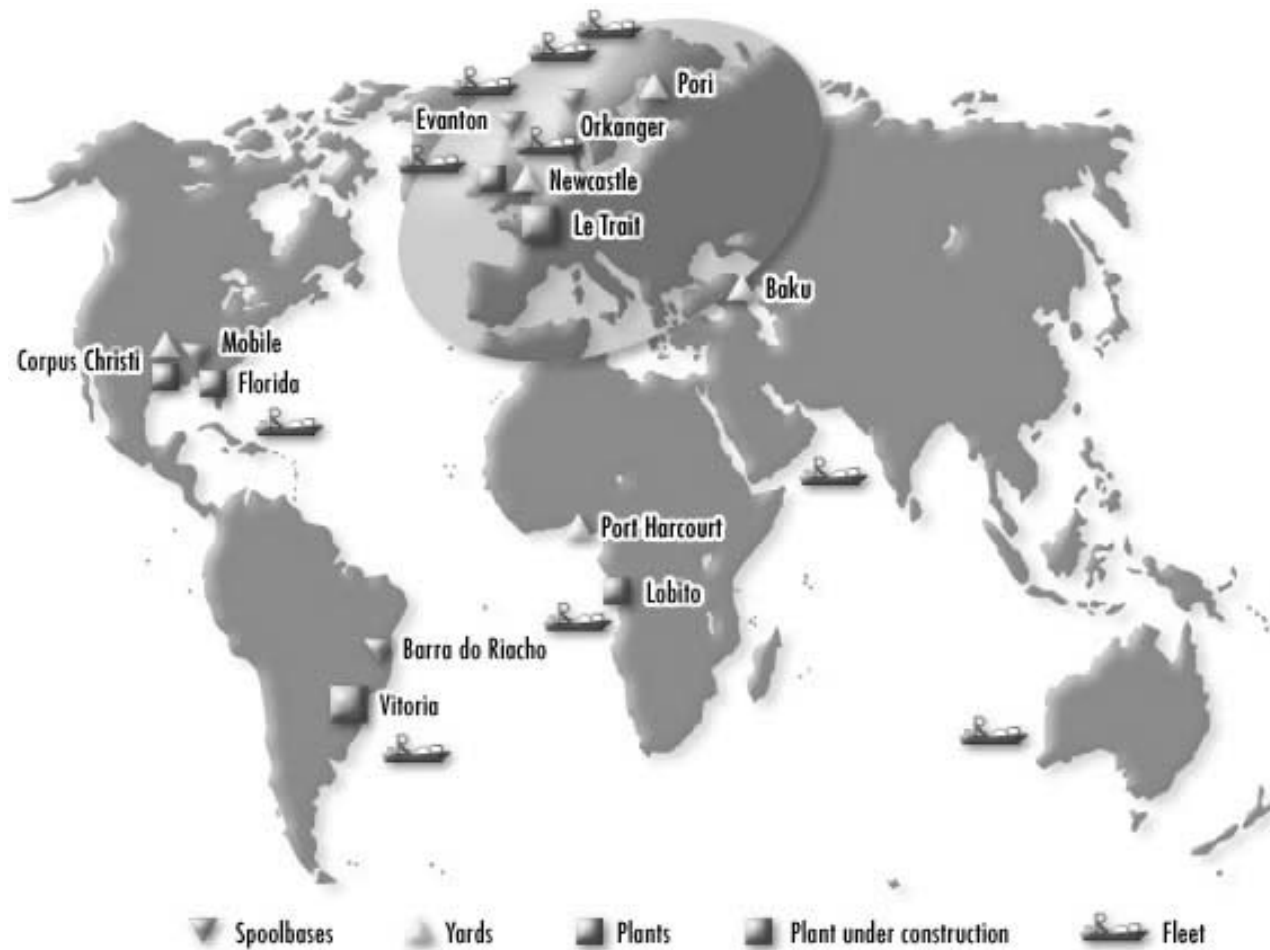 Pori
Evanton
Orkanger
Newcastle
Le Trait
Baku
Mobile
Corpus Christi
Florida
Port Harcourt
Lobito
Barra do Riacho
Vitoria
Spoolbases
Yards
Plants
Plant under construction
Fleet